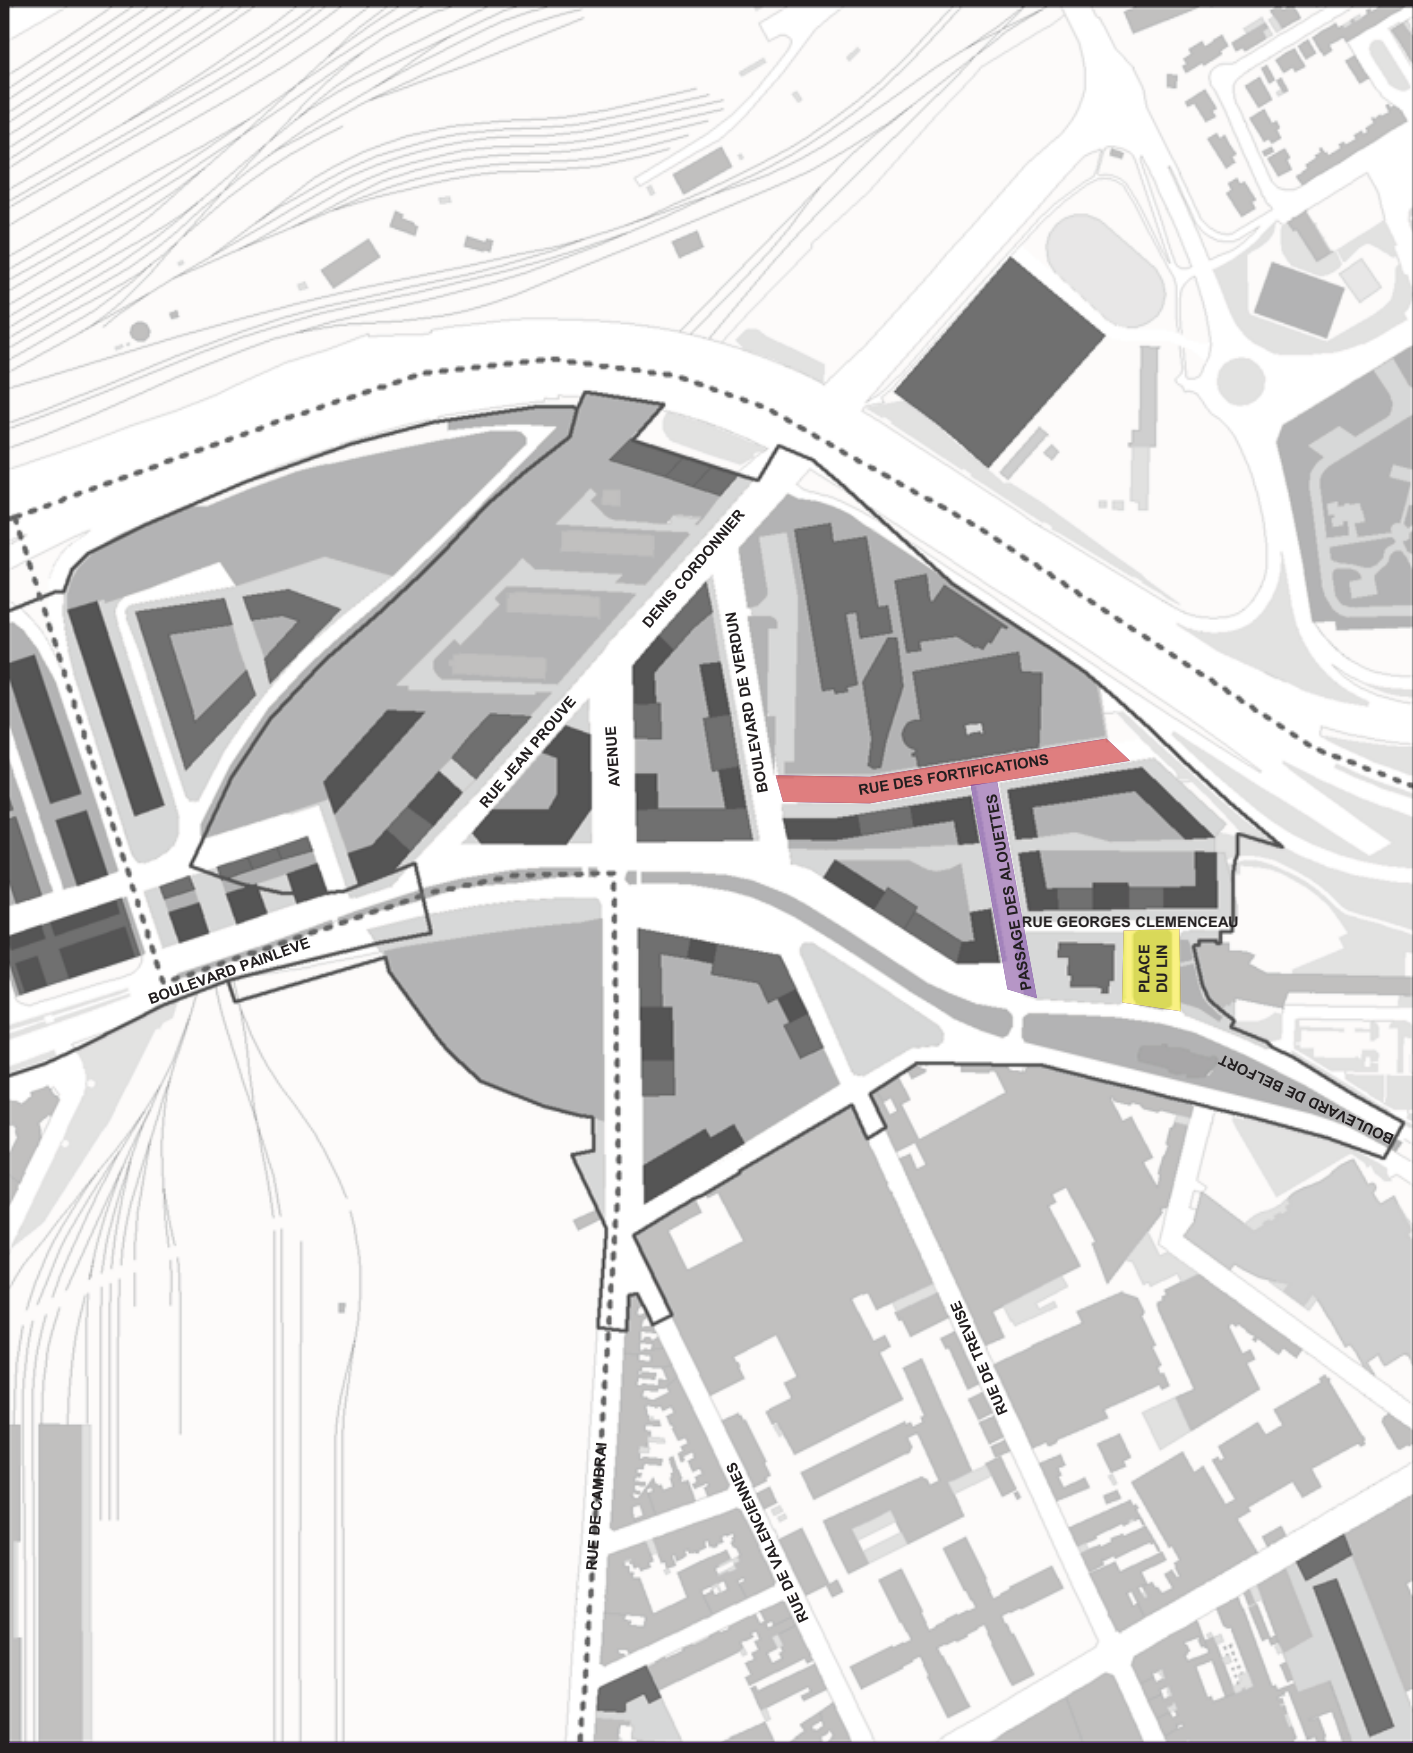 DENIS CORDONNIER
BOULEVARD DE VERDUN
RUE JEAN PROUVE
AVENUE
RUE DES FORTIFICATIONS
PASSAGE DES ALOUETTES
RUE GEORGES CLEMENCEAU
PLACE
DU LIN
BOULEVARD PAINLEVE
BOULEVARD DE BELFORT
RUE DE TREVISE
RUE DE CAMBRAI
RUE DE VALENCIENNES